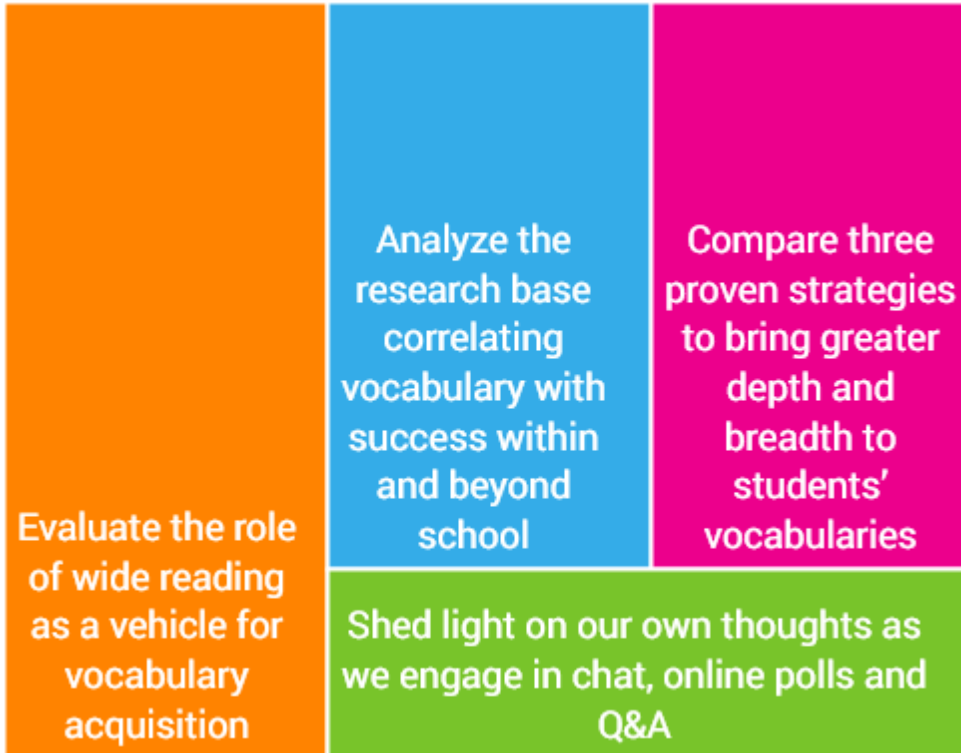 Evaluate the role
of wide reading
as a vehicle for
vocabulary
acquisition
Analyze the
research base
correlating
vocabulary with
success within
and beyond
school
Compare three
proven strategies
to bring greater
depth and
breadth to
students’
vocabularies
Shed light on our own thoughts as
we engage in chat, online polls and
Q&A